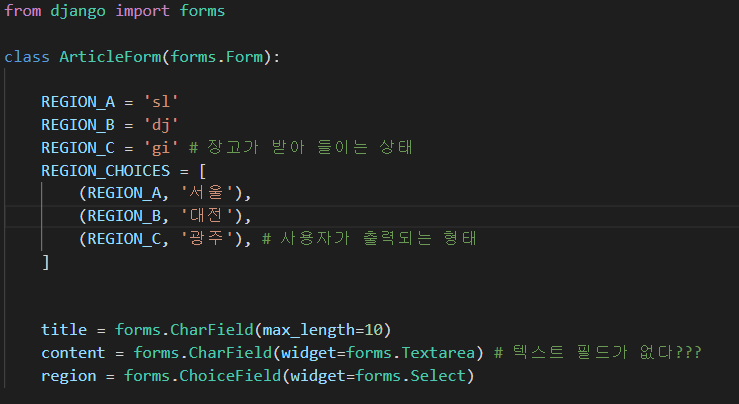 from django import forms
class ArticleForm(forms.Form):
REGION_A = 'sl'
REGION_B = 'dj'
REGION_C = 'gi' # 장고가 받아 들이는 상태
REGION_CHOICES = [
(REGION_A, '서울'),
(REGION_B, '대전'),
(REGION_C, '광주'), # 사용자가 출력되는 형태
]
title = forms.CharField(max_length=10)
content = forms.CharField(widget=forms.Textarea) # 텍스트 필드가 없다???
region = forms.ChoiceField(widget=forms.Select)